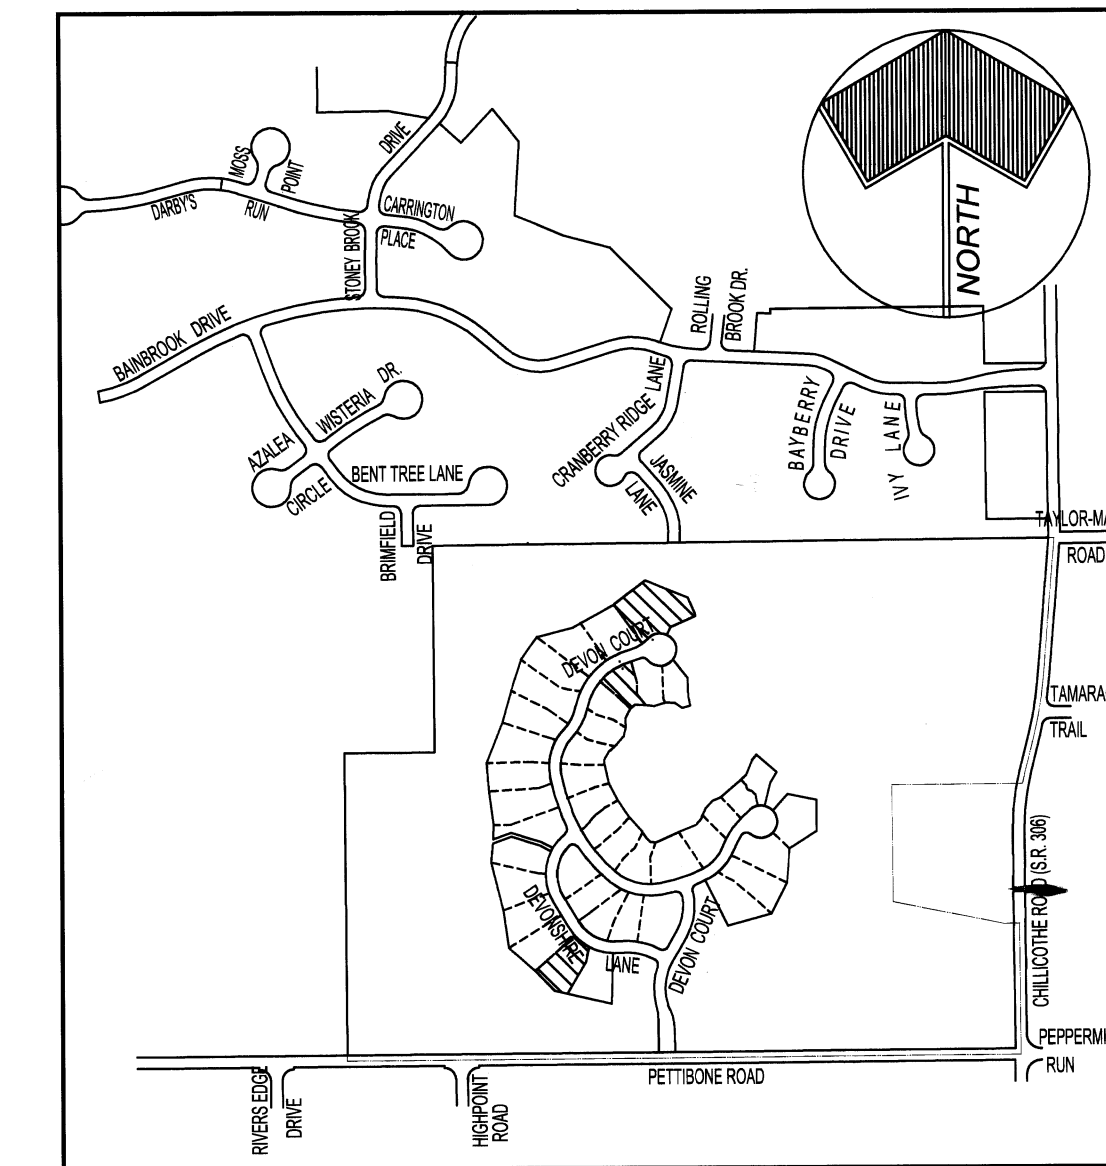 DRIVE
MOSS
POINT
DARBY'S
RUN
CARRINGTON
PLACE
STONEY BROOK
NORTH
ROLLING
BROOK DR.
BAINBROOK DRIVE
WISTERIA DR.
AZALEA
CIRCLE
BENT TREE LANE
BRIMFIELD
DRIVE
CRANBERRY RIDGE LANE
JASMINE
LANE
BAYBERRY
DRIVE
IVY LANE
TAYLOR-MA
ROAD
DEVON COURT
TAMARA
TRAIL
CHILLICOTHE ROAD (S.R. 306)
DEVONSHIRE
LANE
DEVON COURT
PEPPERMI
RUN
PETTIBONE ROAD
RIVERS EDGE
DRIVE
HIGHPOINT
ROAD